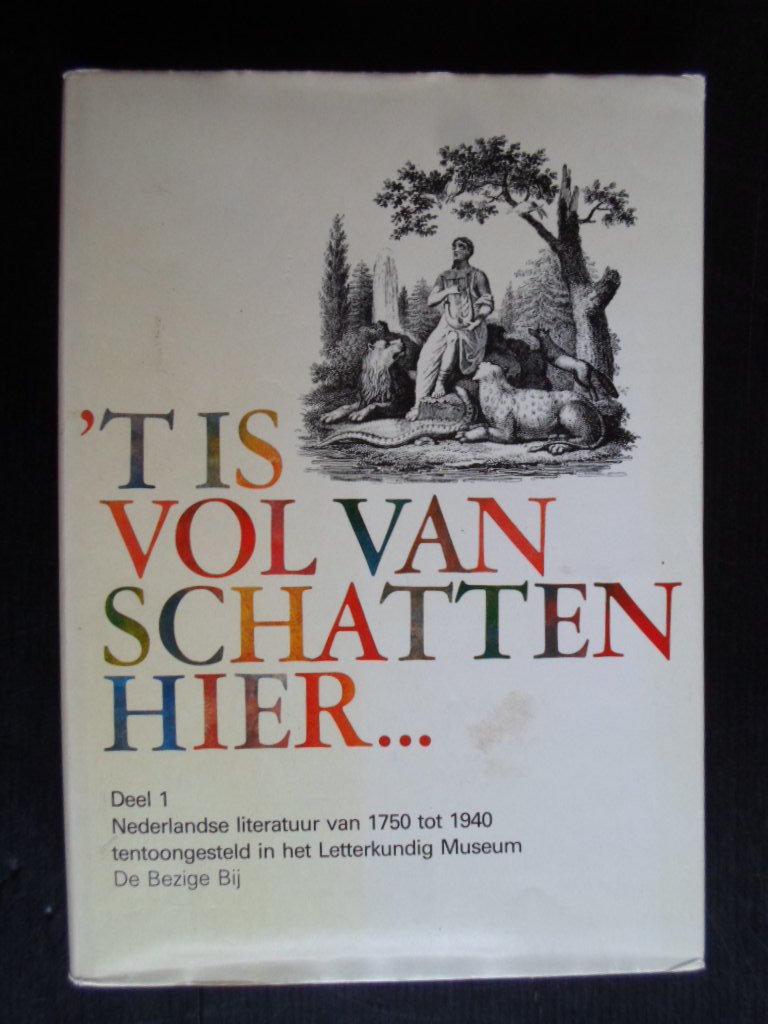 ’T IS
VOL VAN
SCHATTEN
HIER...
Deel 1
Nederlandse literatuur van 1750 tot 1940
tentoongesteld in het Letterkundig Museum
De Bezige Bij